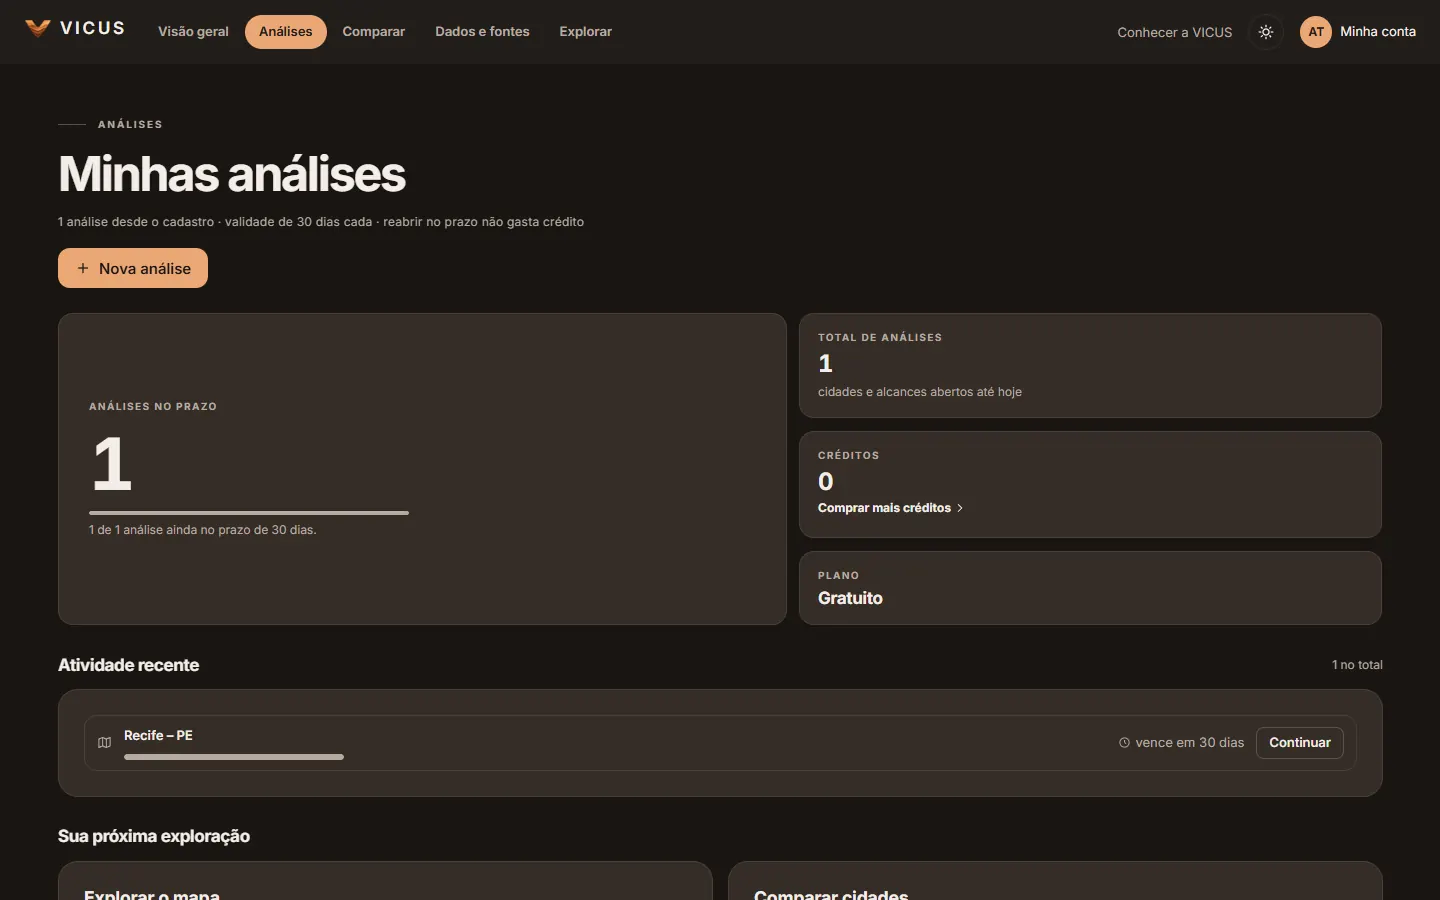 VICUS
Visão geral
Análises
Comparar
Dados e fontes
Explorar
Conhecer a VICUS
AT
Minha conta
ANÁLISES
Minhas análises
1 análise desde o cadastro · validade de 30 dias cada · reabrir no prazo não gasta crédito
+ Nova análise
ANÁLISES NO PRAZO
1
1 de 1 análise ainda no prazo de 30 dias.
TOTAL DE ANÁLISES
1
cidades e alcances abertos até hoje
CRÉDITOS
0
Comprar mais créditos >
PLANO
Gratuito
Atividade recente
1 no total
Recife – PE
vence em 30 dias
Continuar
Sua próxima exploração
Explorar o mapa
Comparar cidades